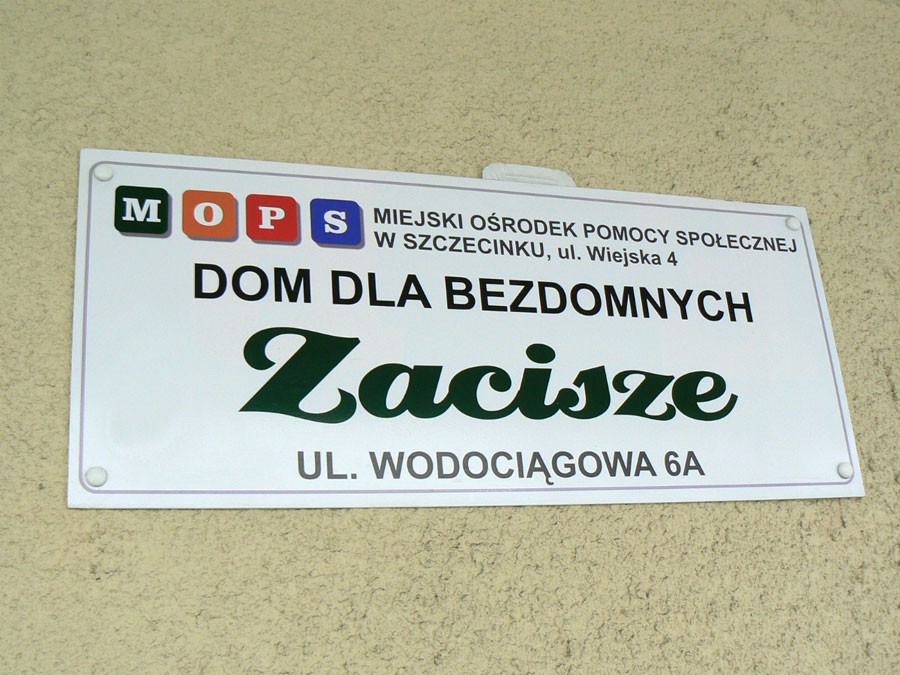 MOPS MIEJSKI OŚRODEK POMOCY SPOŁECZNEJ
W SZCZECINKU, ul. Wiejska 4
DOM DLA BEZDOMNYCH
Zacisze
UL. WODOCIĄGOWA 6A